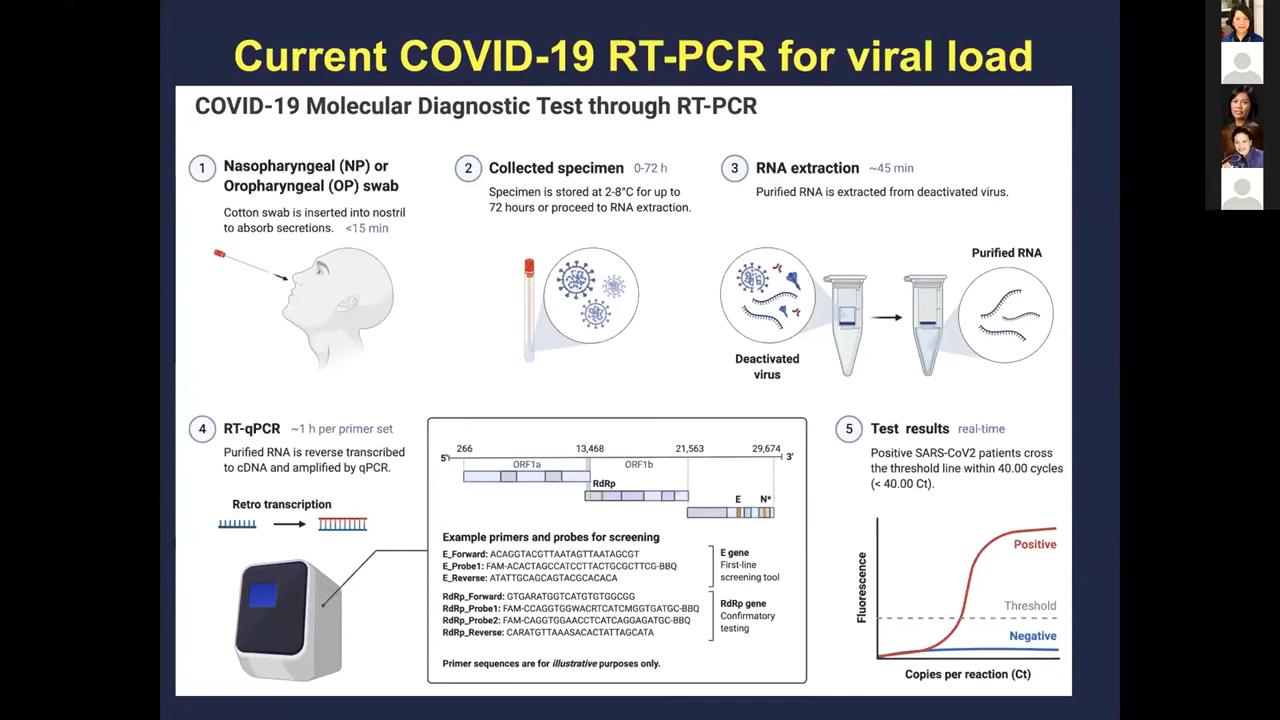 Current COVID-19 RT-PCR for viral load
COVID-19 Molecular Diagnostic Test through RT-PCR
1
Nasopharyngeal (NP) or
Oropharyngeal (OP) swab
Cotton swab is inserted into nostril
to absorb secretions. <15 min
2
Collected specimen 0-72 h
Specimen is stored at 2-8°C for up to
72 hours or proceed to RNA extraction.
3
RNA extraction ~45 min
Purified RNA is extracted from deactivated virus.
Purified RNA
Deactivated
virus
4
RT-qPCR ~1 h per primer set
Purified RNA is reverse transcribed
to cDNA and amplified by qPCR.
Retro transcription
266 13,468 21,563 29,674
5' 3'
ORF1a ORF1b
RdRp
E N*
Example primers and probes for screening
E_Forward: ACAGGTACGTTAATAGTTAATAGCGT
E_Probe1: FAM-ACACTAGCCATCCTTACTGCGCTTCG-BBQ
E_Reverse: ATATTGCAGCAGTACGCACACA
E gene
First-line
screening tool
RdRp_Forward: GTGARATGGTCATGTGTGGCGG
RdRp_Probe1: FAM-CCAGGTGGWACRTCATCMGGTGATGC-BBQ
RdRp_Probe2: FAM-CAGGTGGAACCTCATCAGGAGATGC-BBQ
RdRp_Reverse: CARATGTTAAASACACTATTAGCATA
RdRp gene
Confirmatory
testing
Primer sequences are for illustrative purposes only.
5
Test results real-time
Positive SARS-CoV2 patients cross
the threshold line within 40.00 cycles
(< 40.00 Ct).
Fluorescence
Positive
Threshold
Negative
Copies per reaction (Ct)